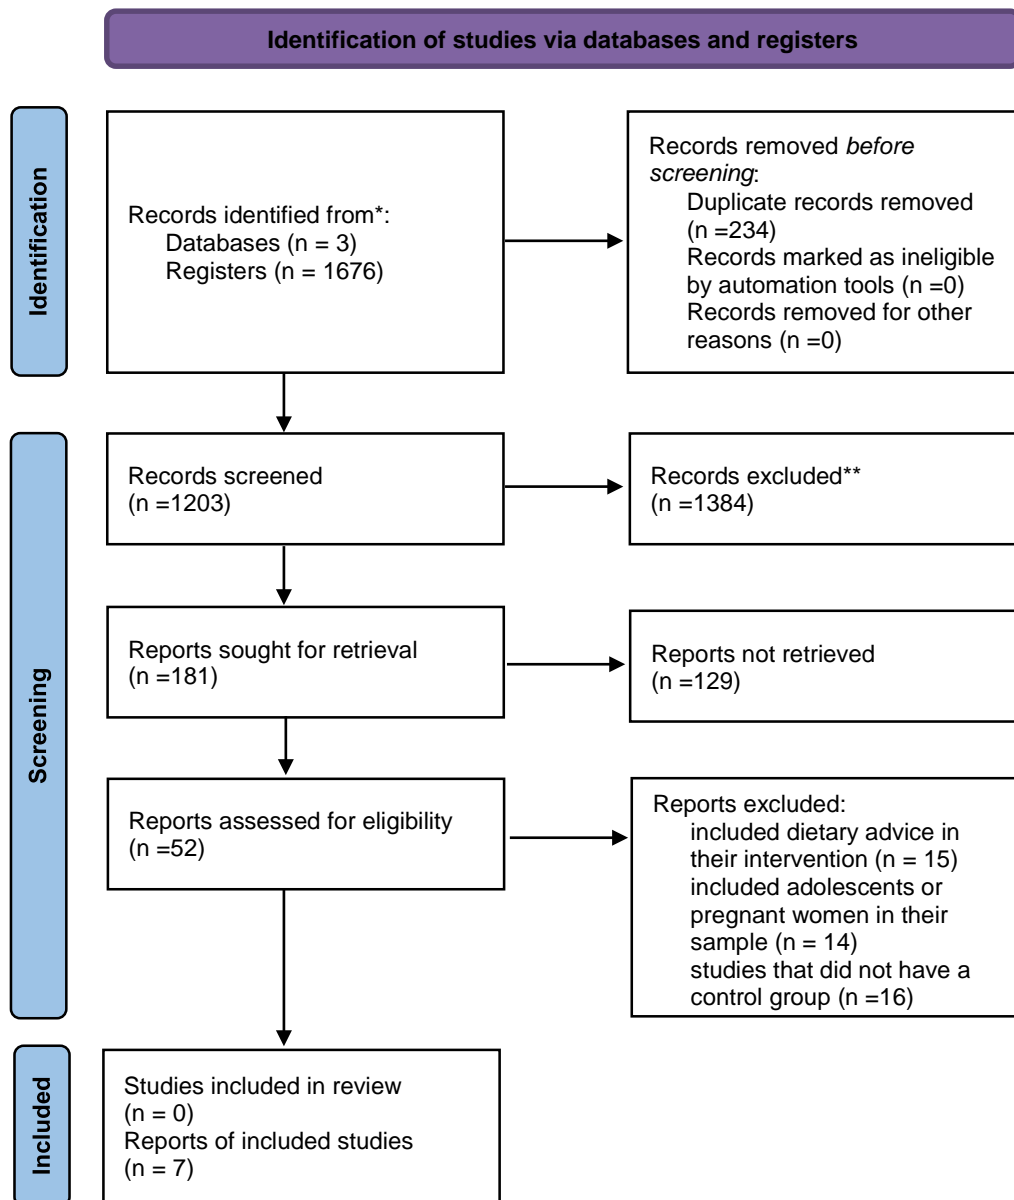 Identification of studies via databases and registers
Identification
Records identified from*:
Databases (n = 3)
Registers (n = 1676)
Records removed before
screening:
Duplicate records removed
(n =234)
Records marked as ineligible
by automation tools (n =0)
Records removed for other
reasons (n =0)
Screening
Records screened
(n =1203)
Records excluded**
(n =1384)
Reports sought for retrieval
(n =181)
Reports not retrieved
(n =129)
Reports assessed for eligibility
(n =52)
Reports excluded:
included dietary advice in
their intervention (n = 15)
included adolescents or
pregnant women in their
sample (n = 14)
studies that did not have a
control group (n =16)
Included
Studies included in review
(n = 0)
Reports of included studies
(n = 7)